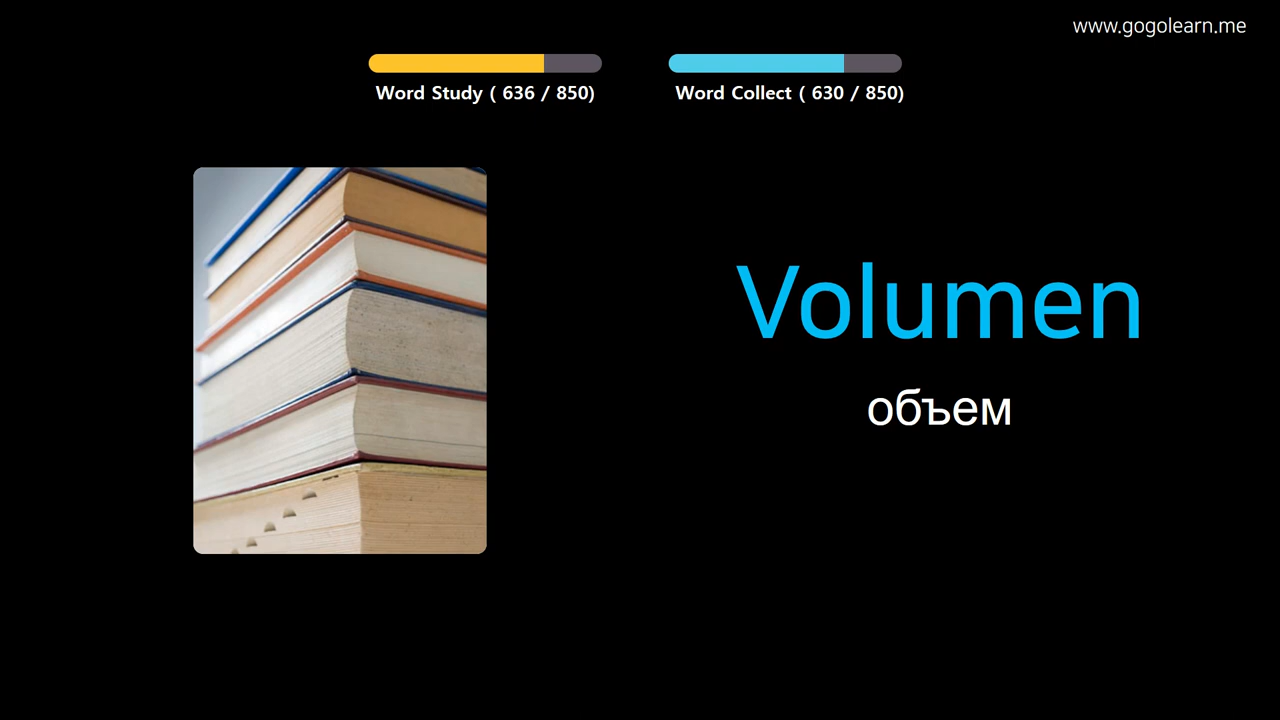 www.gogolearn.me
Word Study ( 636 / 850)
Word Collect ( 630 / 850)
Volumen
объем